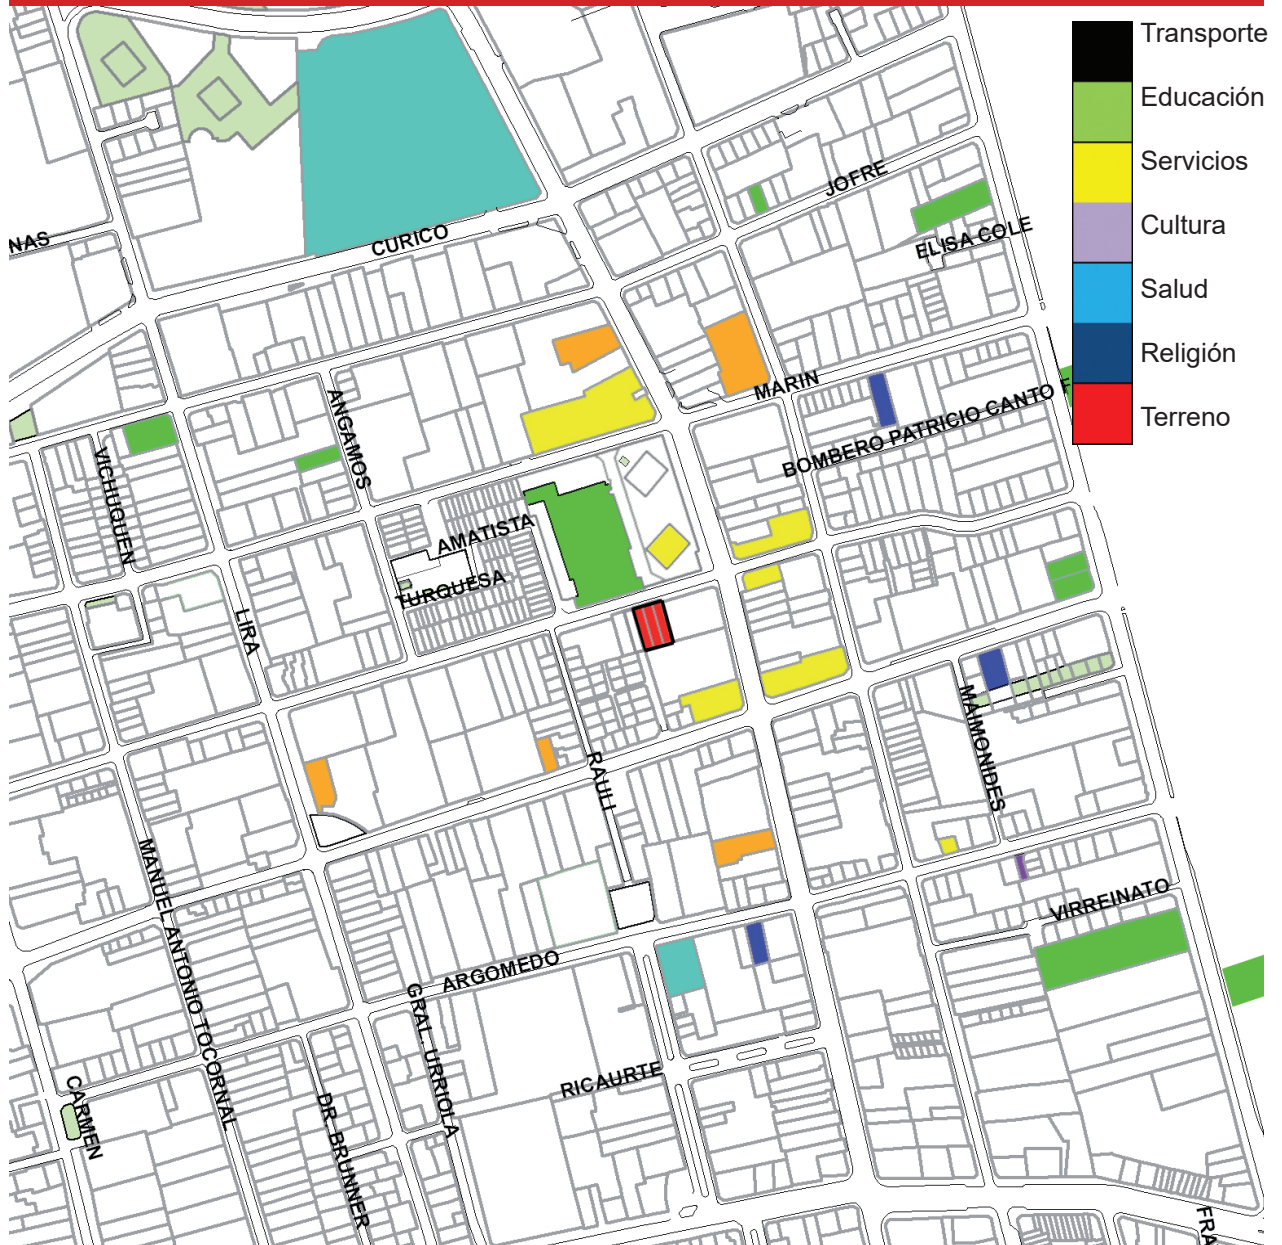 Transporte
Educación
Servicios
Cultura
Salud
Religión
Terreno
JOFRE
ELISA COLE
CURICO
NAS
MARIN
BOMBERO PATRICIO CANTO F
ANGAMOS
VICHUQUEN
AMATISTA
TURQUESA
LIRA
MAIMONIDES
RAULI
MANUEL ANTONIO TOCORNAL
VIRREINATO
ARGOMEDO
GRAL. URRIOLA
RICAURTE
CARMEN
DR. BRUNNER
FRA